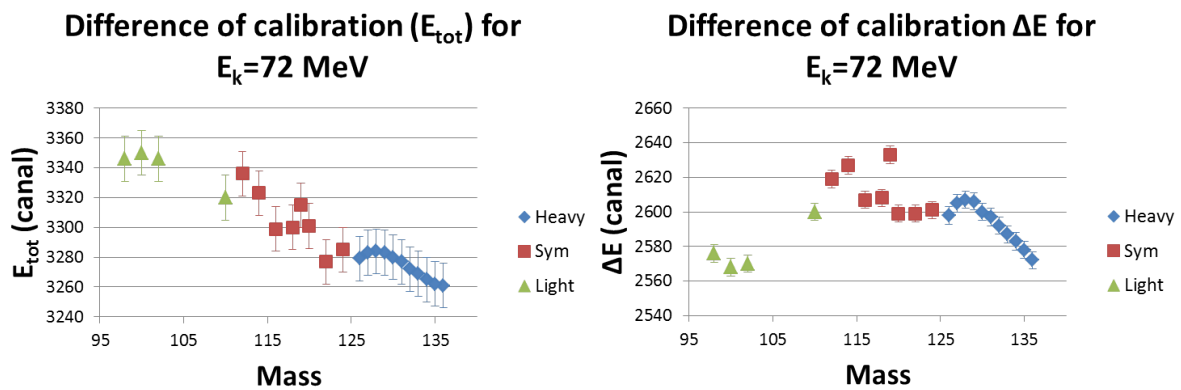 Difference of calibration (Etot) for
Ek=72 MeV
Etot (canal)
3380
3360
3340
3320
3300
3280
3260
3240
95
105
115
125
135
Mass
Heavy
Sym
Light
Difference of calibration ΔE for
Ek=72 MeV
ΔE (canal)
2660
2640
2620
2600
2580
2560
2540
95
105
115
125
135
Mass
Heavy
Sym
Light